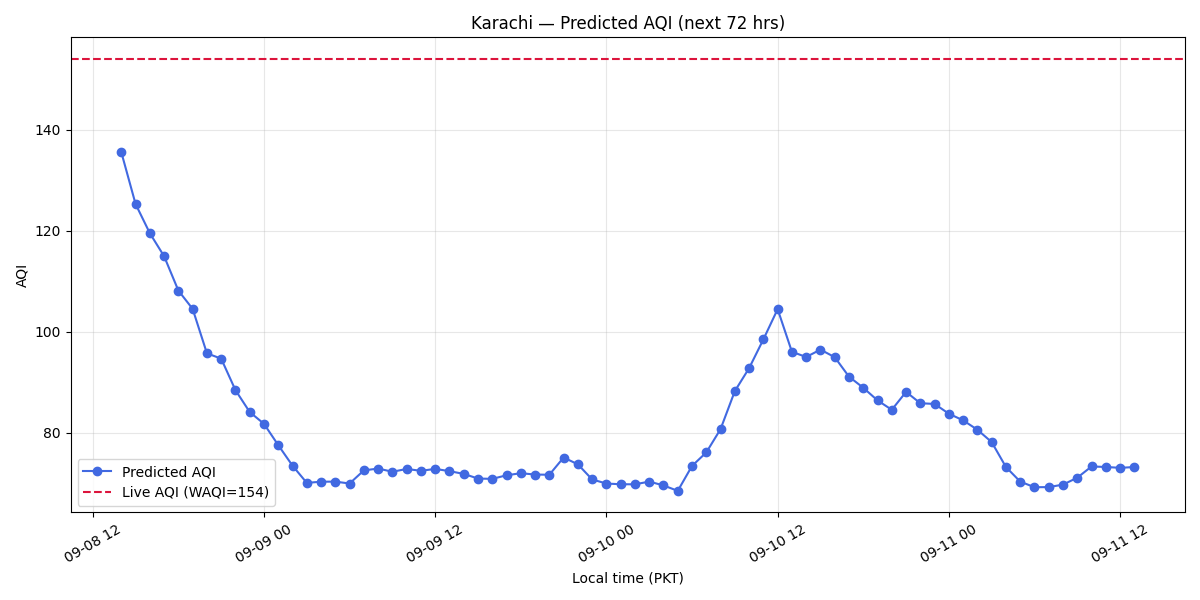 Karachi — Predicted AQI (next 72 hrs)
AQI
140
120
100
80
Predicted AQI
Live AQI (WAQI=154)
09-08 12
09-09 00
09-09 12
09-10 00
09-10 12
09-11 00
09-11 12
Local time (PKT)